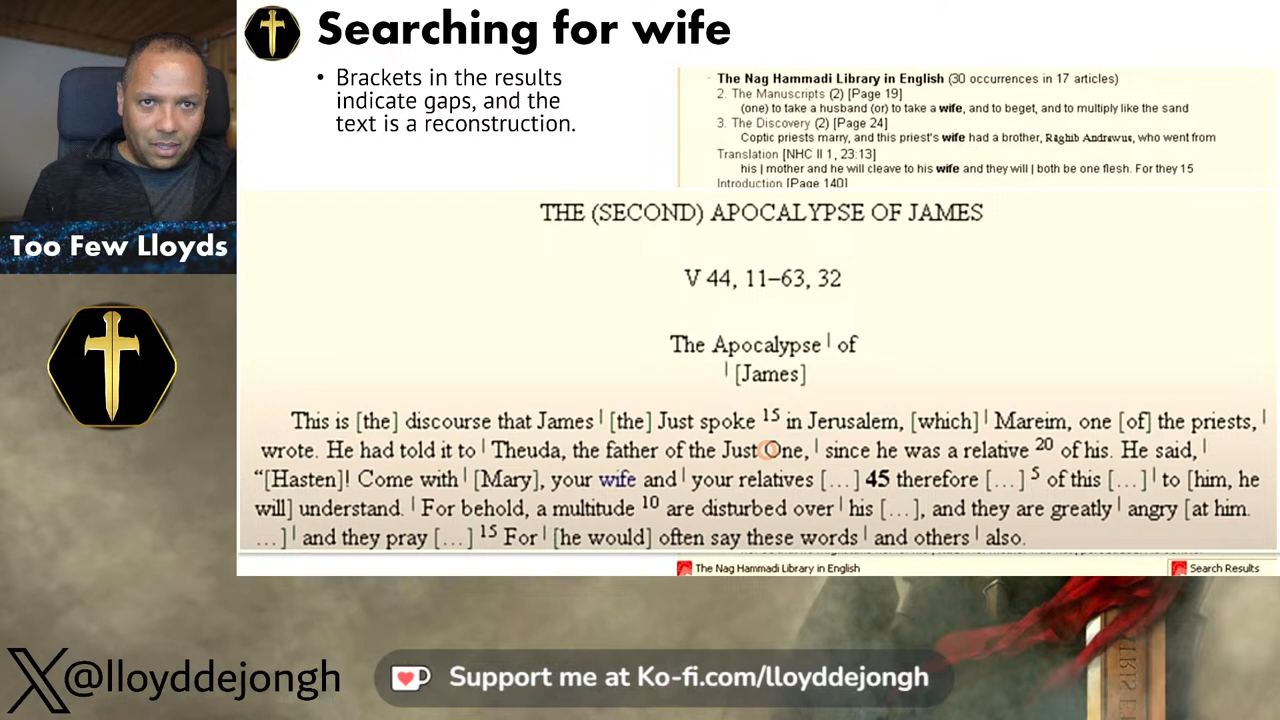 Searching for wife
• Brackets in the results
indicate gaps, and the
text is a reconstruction.
The Nag Hammadi Library in English (30 occurrences in 17 articles)
2. The Manuscripts (2) [Page 19]
(one) to take a husband (or) to take a wife, and to beget, and to multiply like the sand
3. The Discovery (2) [Page 24]
Coptic priests marry, and this priest's wife had a brother, Rāghib Andrawus, who went from
Translation [NHC II 1, 23:13]
his | mother and he will cleave to his wife and they will | both be one flesh. For they 15
Introduction [Page 140]
THE (SECOND) APOCALYPSE OF JAMES
V 44, 11–63, 32
The Apocalypse | of
| [James]
This is [the] discourse that James | [the] Just spoke 15 in Jerusalem, [which] | Mareim, one [of] the priests, |
wrote. He had told it to | Theuda, the father of the Just One, | since he was a relative 20 of his. He said, |
“[Hasten]! Come with | [Mary], your wife and | your relatives […] 45 therefore […] 5 of this […] | to [him, he
will] understand. | For behold, a multitude 10 are disturbed over | his […], and they are greatly | angry [at him.
…] | and they pray […] 15 For | [he would] often say these words | and others | also.
The Nag Hammadi Library in English
Search Results
Too Few Lloyds
X@lloyddejongh
Support me at Ko-fi.com/lloyddejongh